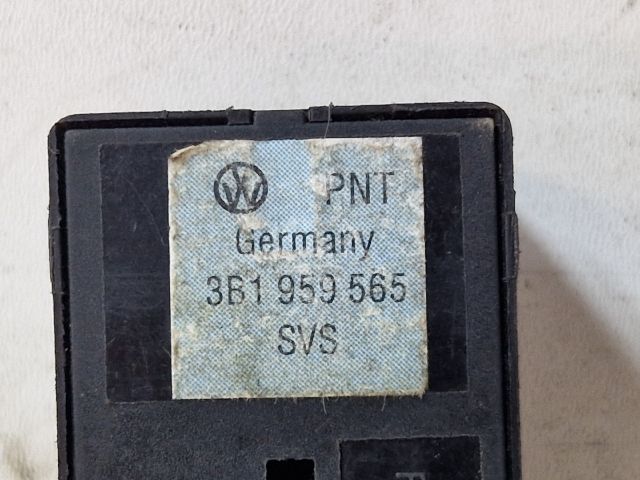 PNT
Germany
3B1 959 565
SVS